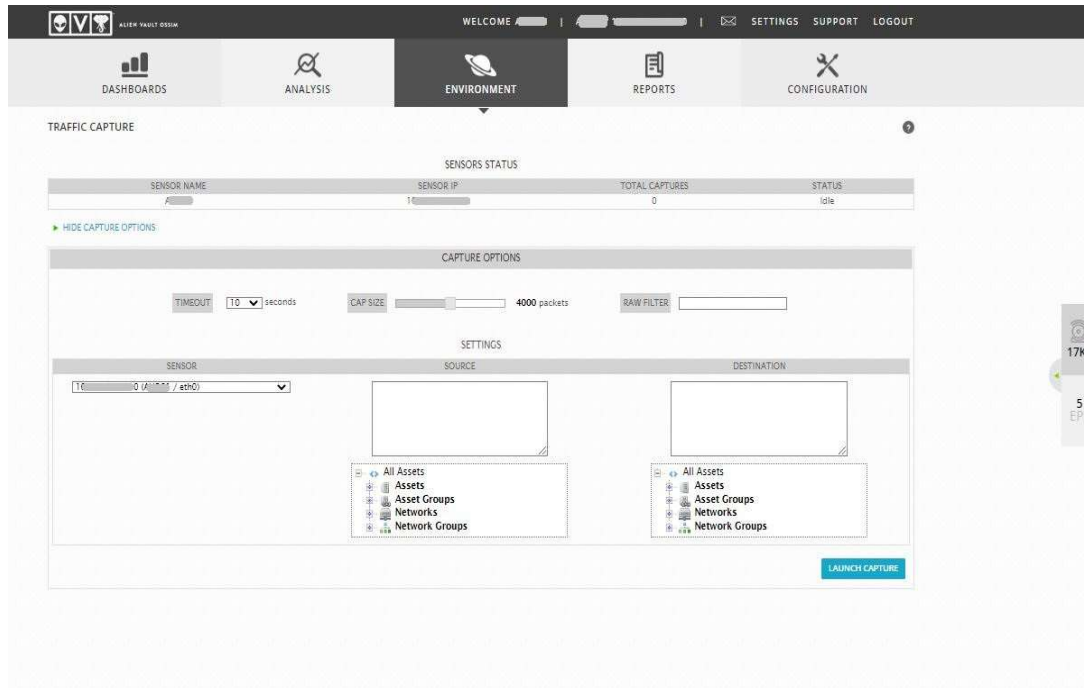 ALIEN VAULT OSSIM
WELCOME A | A | SETTINGS SUPPORT LOGOUT
DASHBOARDS ANALYSIS ENVIRONMENT REPORTS CONFIGURATION
TRAFFIC CAPTURE ?
SENSORS STATUS
SENSOR NAME SENSOR IP TOTAL CAPTURES STATUS
0 Idle
HIDE CAPTURE OPTIONS
CAPTURE OPTIONS
TIMEOUT 10 seconds CAP SIZE 4000 packets RAW FILTER
SETTINGS
SENSOR SOURCE DESTINATION
/ eth0)
All Assets
Assets
Asset Groups
Networks
Network Groups
All Assets
Assets
Asset Groups
Networks
Network Groups
LAUNCH CAPTURE
17K
5